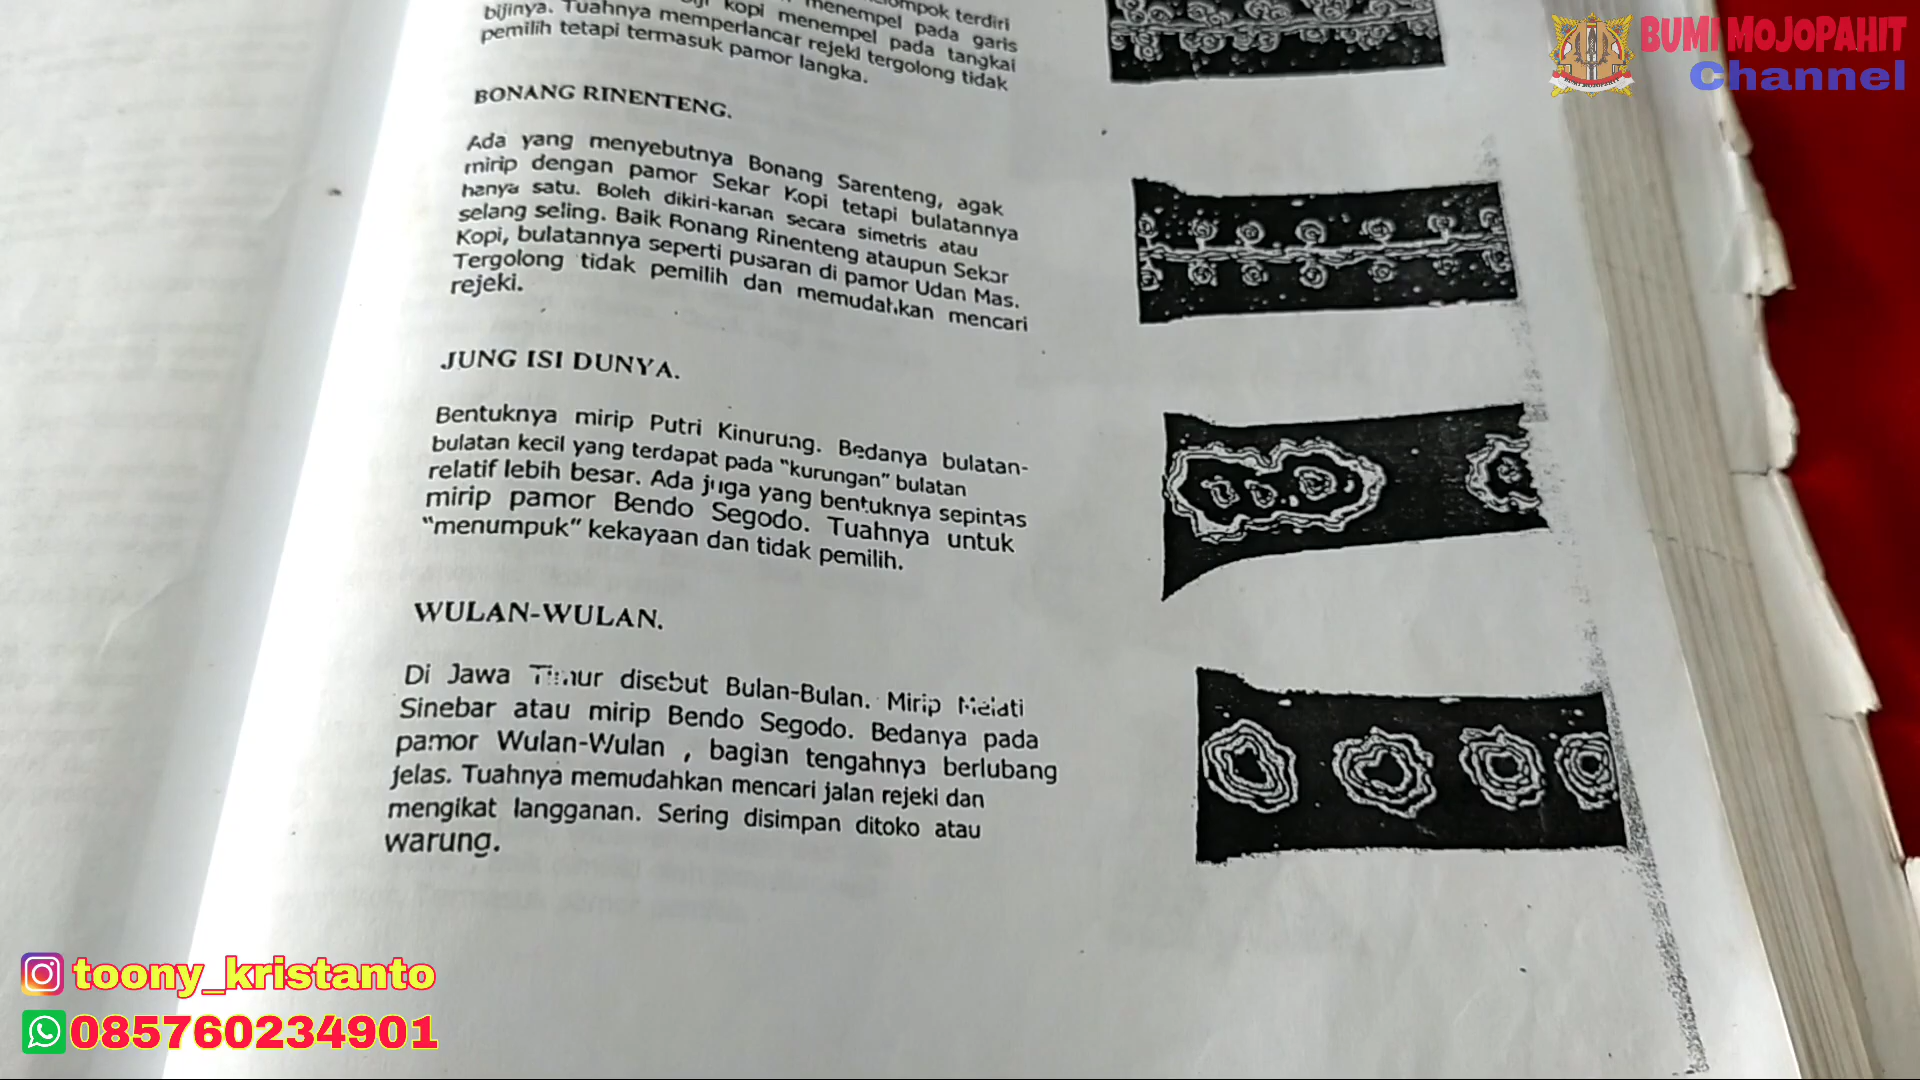 menempel pada garis
bijinya. Tuahnya memperlancar rejeki tergolong tidak
pemilih tetapi termasuk pamor langka.
BONANG RINENTENG.
Ada yang menyebutnya Bonang Sarenteng, agak
mirip dengan pamor Sekar Kopi tetapi bulatannya
hanya satu. Boleh dikiri-kanan secara simetris atau
selang seling. Baik Bonang Rinenteng ataupun Sekar
Kopi, bulatannya seperti pusaran di pamor Udan Mas.
Tergolong tidak pemilih dan memudahkan mencari
rejeki.
JUNG ISI DUNYA.
Bentuknya mirip Putri Kinurung. Bedanya bulatan-
bulatan kecil yang terdapat pada "kurungan" bulatan
relatif lebih besar. Ada juga yang bentuknya sepintas
mirip pamor Bendo Segodo. Tuahnya untuk
"menumpuk" kekayaan dan tidak pemilih.
WULAN-WULAN.
Di Jawa Timur disebut Bulan-Bulan. Mirip Melati
Sinebar atau mirip Bendo Segodo. Bedanya pada
pamor Wulan-Wulan , bagian tengahnya berlubang
jelas. Tuahnya memudahkan mencari jalan rejeki dan
mengikat langganan. Sering disimpan ditoko atau
warung.
BUMI MOJOPAHIT
Channel
toony_kristanto
085760234901